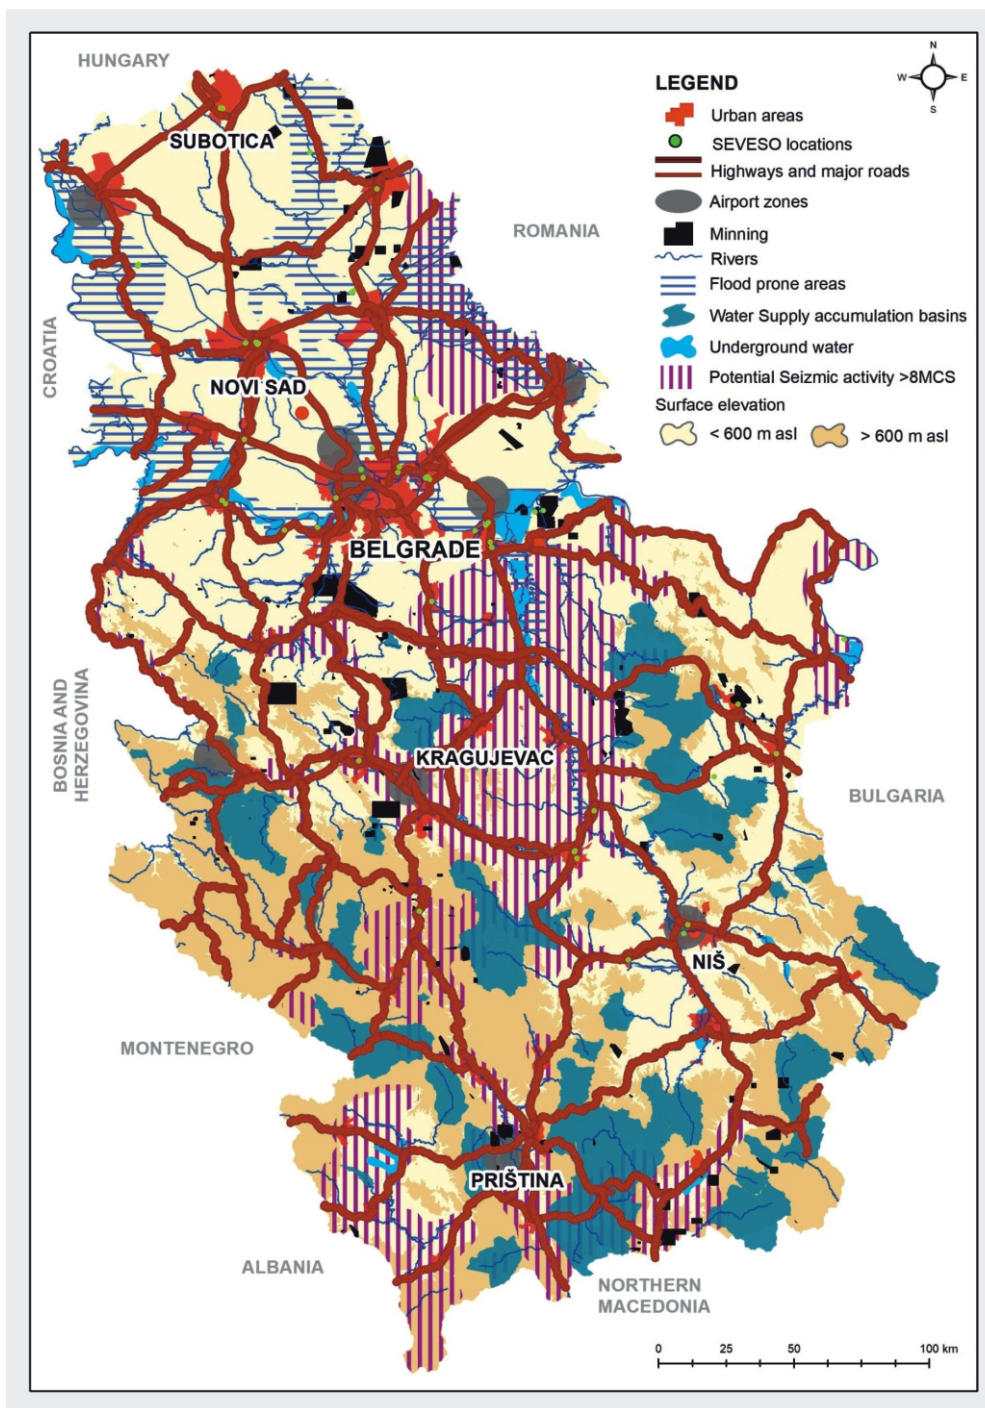 HUNGARY
N
W
E
S
LEGEND
Urban areas
SEVESO locations
Highways and major roads
Airport zones
Minning
Rivers
Flood prone areas
Water Supply accumulation basins
Underground water
Potential Seizmic activity >8MCS
Surface elevation
< 600 m asl
> 600 m asl
SUBOTICA
ROMANIA
CROATIA
NOVI SAD
BELGRADE
BOSNIA AND
HERZEGOVINA
KRAGUJEVAC
BULGARIA
NIŠ
MONTENEGRO
PRIŠTINA
ALBANIA
NORTHERN
MACEDONIA
0 25 50 100 km